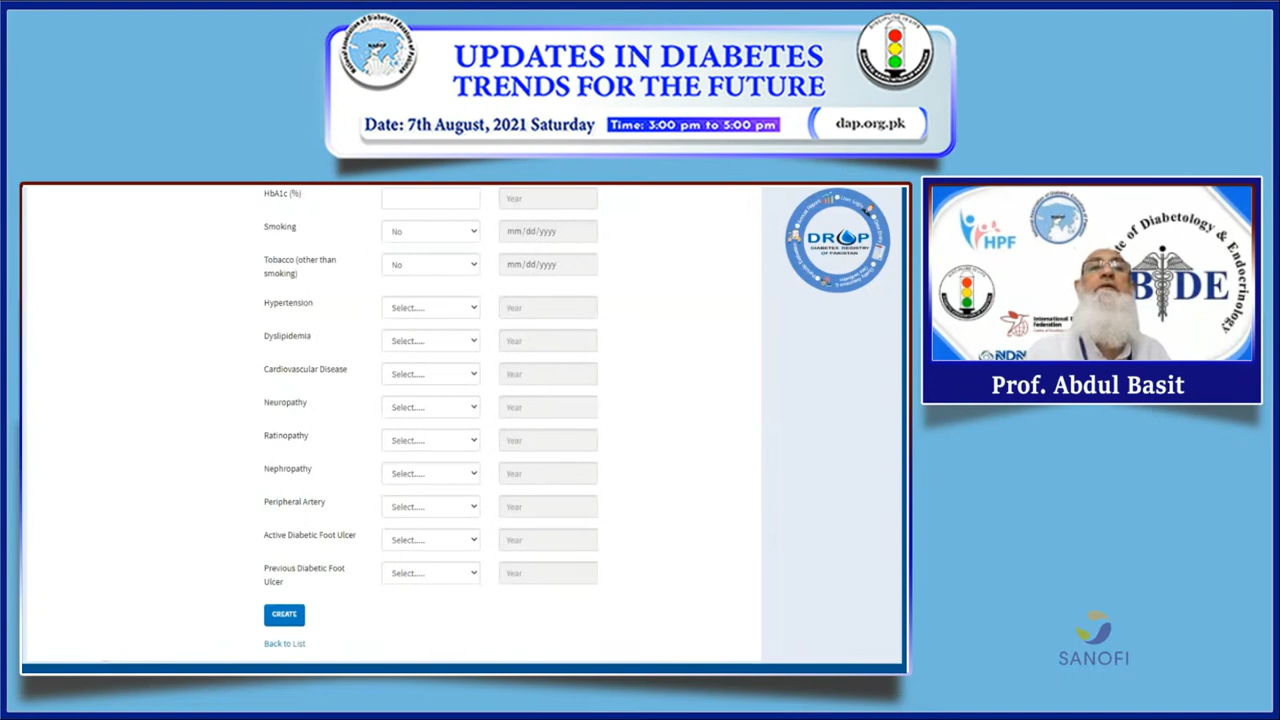 UPDATES IN DIABETES
TRENDS FOR THE FUTURE
Date: 7th August, 2021 Saturday
Time: 3:00 pm to 5:00 pm
dap.org.pk
HbA1c (%)
Year
Smoking
No
mm/dd/yyyy
Tobacco (other than
smoking)
No
mm/dd/yyyy
Hypertension
Select.....
Year
Dyslipidemia
Select.....
Year
Cardiovascular Disease
Select.....
Year
Neuropathy
Select.....
Year
Ratinopathy
Select.....
Year
Nephropathy
Select.....
Year
Peripheral Artery
Select.....
Year
Active Diabetic Foot Ulcer
Select.....
Year
Previous Diabetic Foot
Ulcer
Select.....
Year
CREATE
Back to List
DROP
DIABETES REGISTRY
OF PAKISTAN
HPF
of Diabetology & Endocrinology
BIDE
International
Federation
NDN
Prof. Abdul Basit
SANOFI